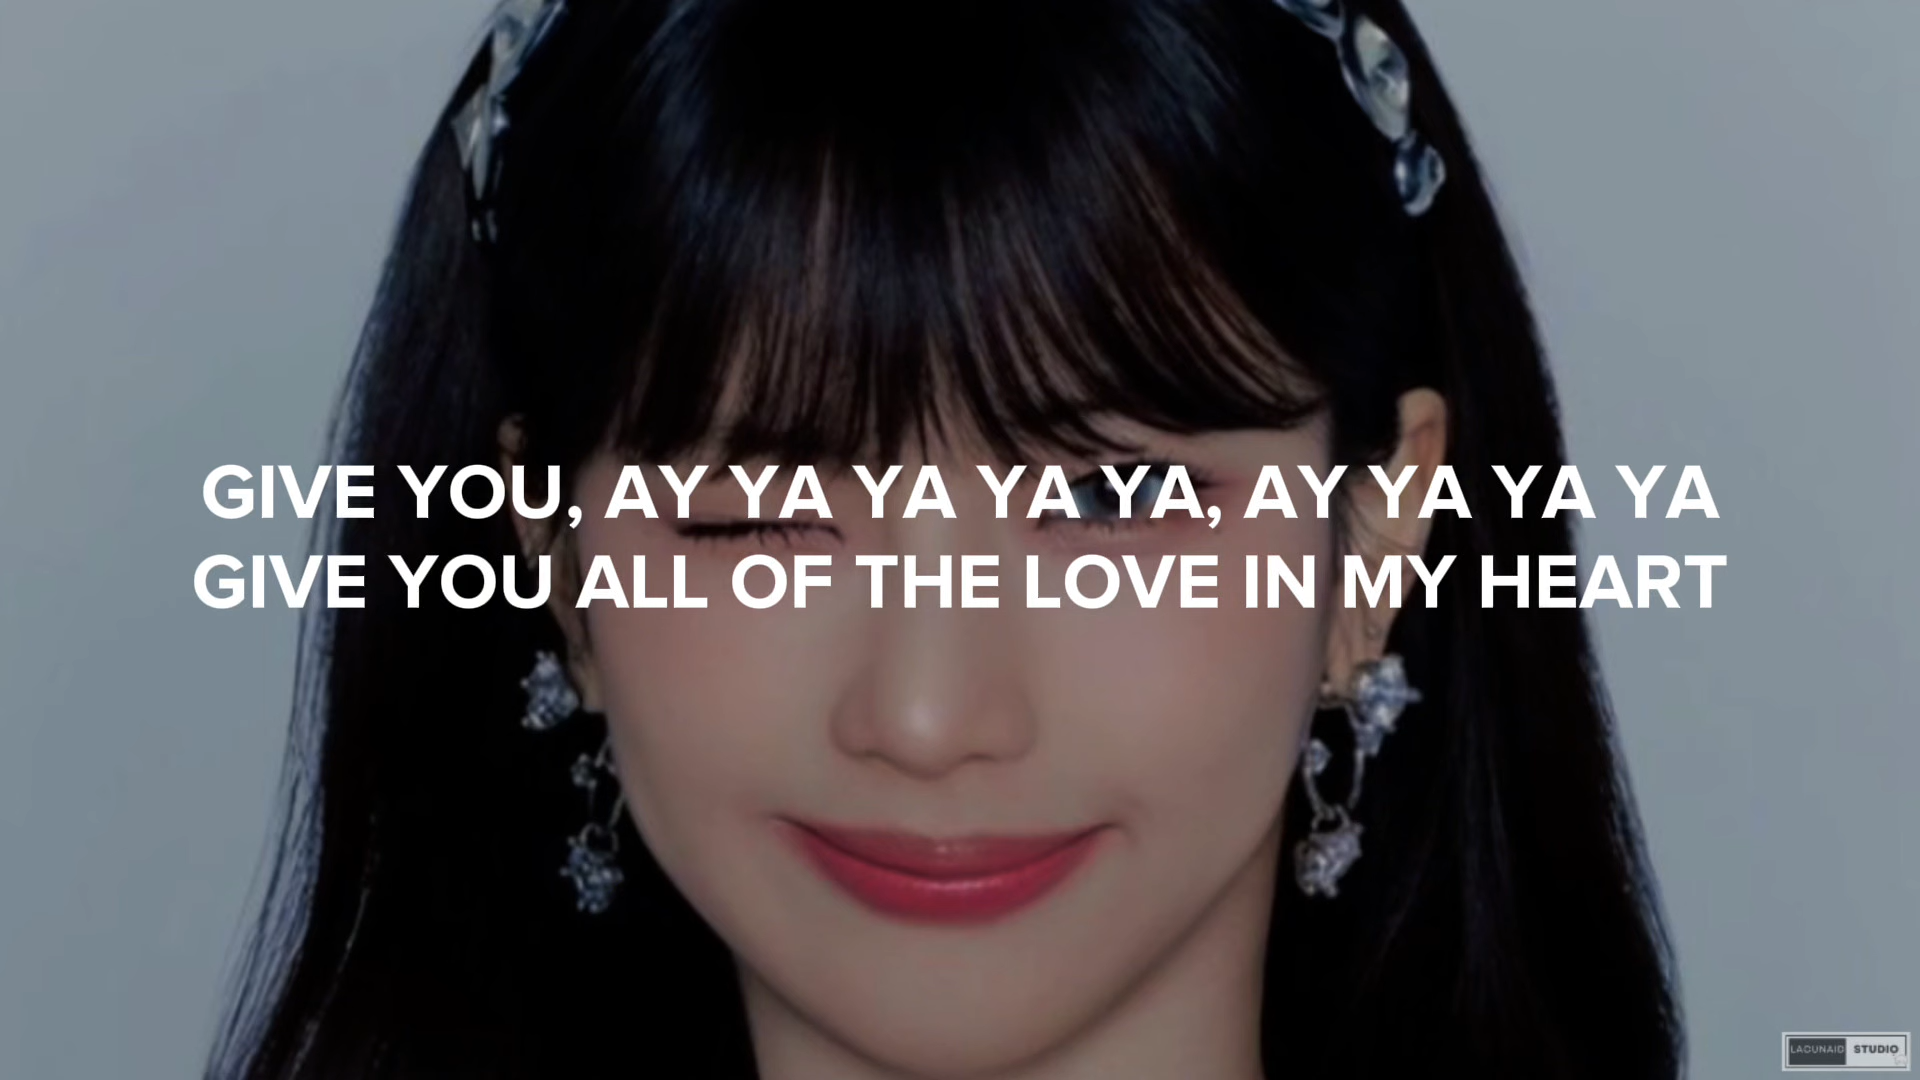 GIVE YOU, AY YA YA YA YA, AY YA YA YA
GIVE YOU ALL OF THE LOVE IN MY HEART
LACUNAID STUDIO